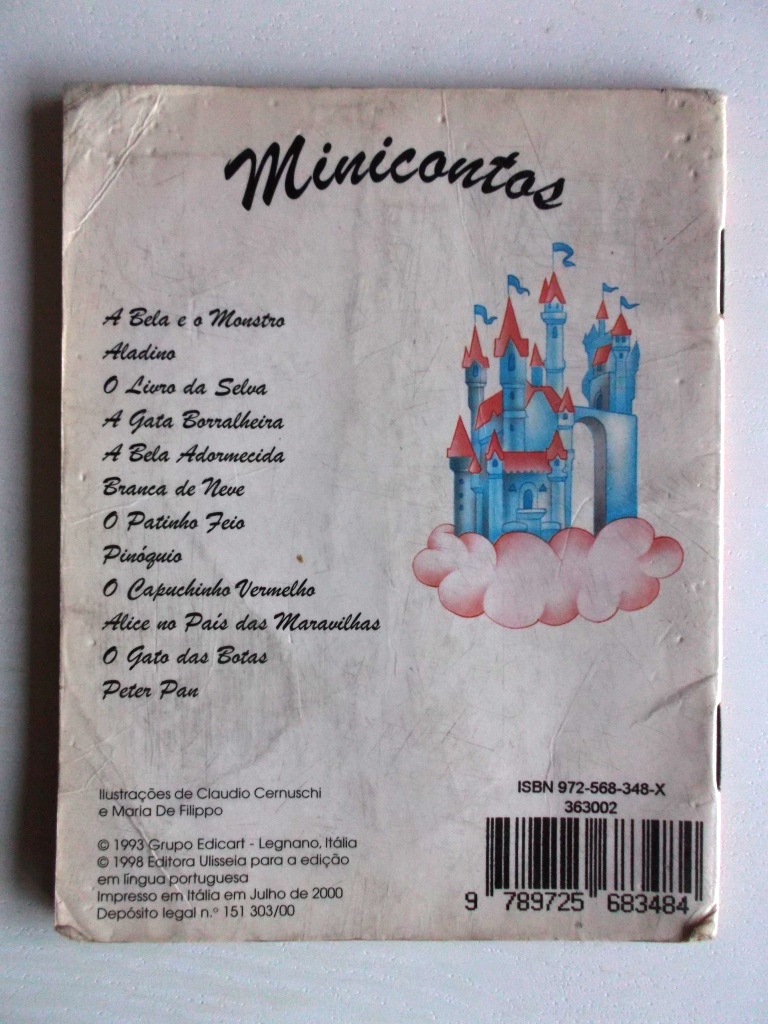 Minicontos
A Bela e o Monstro
Aladino
O Livro da Selva
A Gata Borralheira
A Bela Adormecida
Branca de Neve
O Patinho Feio
Pinóquio
O Capuchinho Vermelho
Alice no País das Maravilhas
O Gato das Botas
Peter Pan
Ilustrações de Claudio Cernuschi
e Maria De Filippo
© 1993 Grupo Edicart - Legnano, Itália
© 1998 Editora Ulisseia para a edição
em língua portuguesa
Impresso em Itália em Julho de 2000
Depósito legal n.º 151 303/00
ISBN 972-568-348-X
363002
9 789725 683484